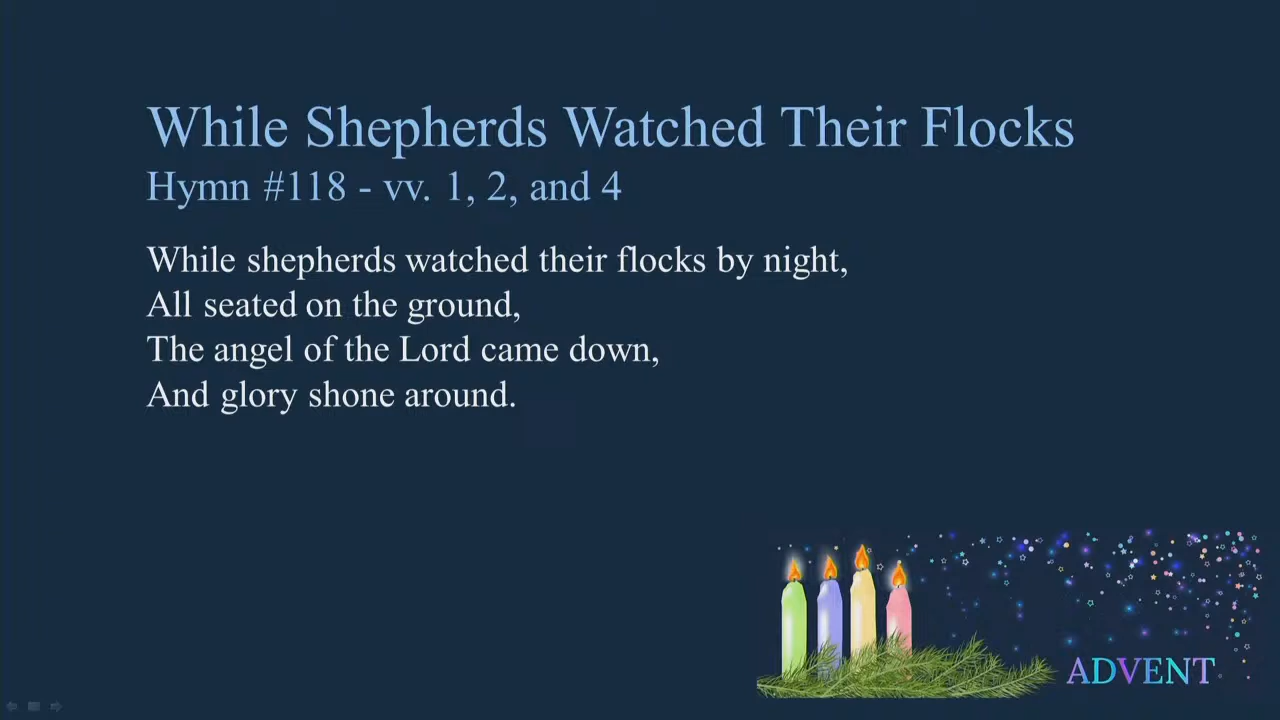 While Shepherds Watched Their Flocks
Hymn #118 - vv. 1, 2, and 4
While shepherds watched their flocks by night,
All seated on the ground,
The angel of the Lord came down,
And glory shone around.
ADVENT